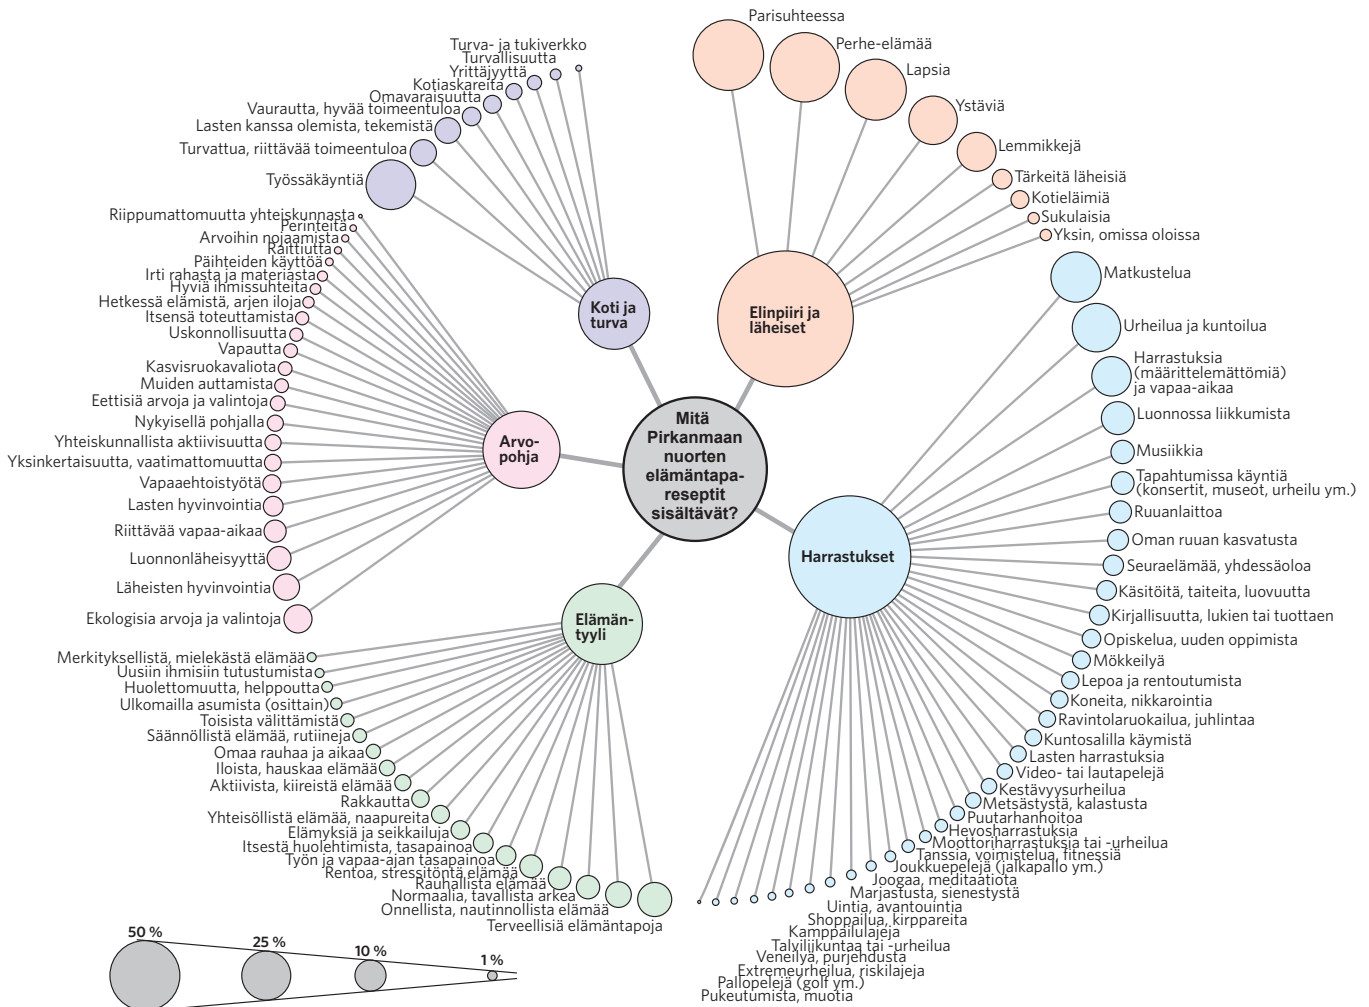 Mitä
Pirkanmaan
nuorten
elämäntapa-
reseptit
sisältävät?
Koti ja
turva
Turva- ja tukiverkko
Turvallisuutta
Yrittäjyyttä
Kotiaskareita
Omavaraisuutta
Vaurautta, hyvää toimeentuloa
Lasten kanssa olemista, tekemistä
Turvattua, riittävää toimeentuloa
Työssäkäyntiä
Elinpiiri ja
läheiset
Parisuhteessa
Perhe-elämää
Lapsia
Ystäviä
Lemmikkejä
Tärkeitä läheisiä
Kotieläimiä
Sukulaisia
Yksin, omissa oloissa
Arvo-
pohja
Riippumattomuutta yhteiskunnasta
Perinteitä
Arvoihin nojaamista
Raittiutta
Päihteiden käyttöä
Irti rahasta ja materiasta
Hyviä ihmissuhteita
Hetkessä elämistä, arjen iloja
Itsensä toteuttamista
Uskonnollisuutta
Vapautta
Kasvisruokavaliota
Muiden auttamista
Eettisiä arvoja ja valintoja
Nykyisellä pohjalla
Yhteiskunnallista aktiivisuutta
Yksinkertaisuutta, vaatimattomuutta
Vapaaehtoistyötä
Lasten hyvinvointia
Riittävää vapaa-aikaa
Luonnonläheisyyttä
Läheisten hyvinvointia
Ekologisia arvoja ja valintoja
Harrastukset
Matkustelua
Urheilua ja kuntoilua
Harrastuksia
(määrittelemättömiä)
ja vapaa-aikaa
Luonnossa liikkumista
Musiikkia
Tapahtumissa käyntiä
(konsertit, museot, urheilu ym.)
Ruuanlaittoa
Oman ruuan kasvatusta
Seuraelämää, yhdessäoloa
Käsitöitä, taiteita, luovuutta
Kirjallisuutta, lukien tai tuottaen
Opiskelua, uuden oppimista
Mökkeilyä
Lepoa ja rentoutumista
Koneita, nikkarointia
Ravintolaruokailua, juhlintaa
Kuntosalilla käymistä
Lasten harrastuksia
Video- tai lautapelejä
Kestävyysurheilua
Metsästystä, kalastusta
Puutarhanhoitoa
Hevosharrastuksia
Moottoriharrastuksia tai -urheilua
Tanssia, voimistelua, fitnessiä
Joukkuepelejä (jalkapallo ym.)
Joogaa, meditaatiota
Marjastusta, sienestystä
Uintia, avantouintia
Shoppailua, kirppareita
Kamppailulajeja
Talviliikuntaa tai -urheilua
Veneilyä, purjehdusta
Extremeurheilua, riskilajeja
Pallopelejä (golf ym.)
Pukeutumista, muotia
Elämän-
tyyli
Merkityksellistä, mielekästä elämää
Uusiin ihmisiin tutustumista
Huolettomuutta, helppoutta
Ulkomailla asumista (osittain)
Toisista välittämistä
Säännöllistä elämää, rutiineja
Omaa rauhaa ja aikaa
Iloista, hauskaa elämää
Aktiivista, kiireistä elämää
Rakkautta
Yhteisöllistä elämää, naapureita
Elämyksiä ja seikkailuja
Itsestä huolehtimista, tasapainoa
Työn ja vapaa-ajan tasapainoa
Rentoa, stressitöntä elämää
Rauhallista elämää
Normaalia, tavallista arkea
Onnellista, nautinnollista elämää
Terveellisiä elämäntapoja
50 %
25 %
10 %
1 %